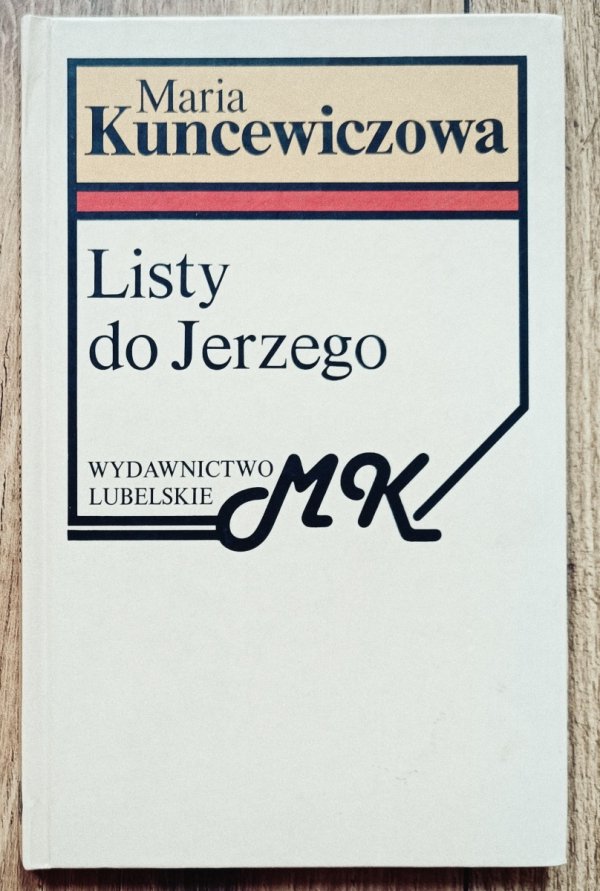 Maria
Kuncewiczowa
Listy
do Jerzego
WYDAWNICTWO
LUBELSKIE
MK